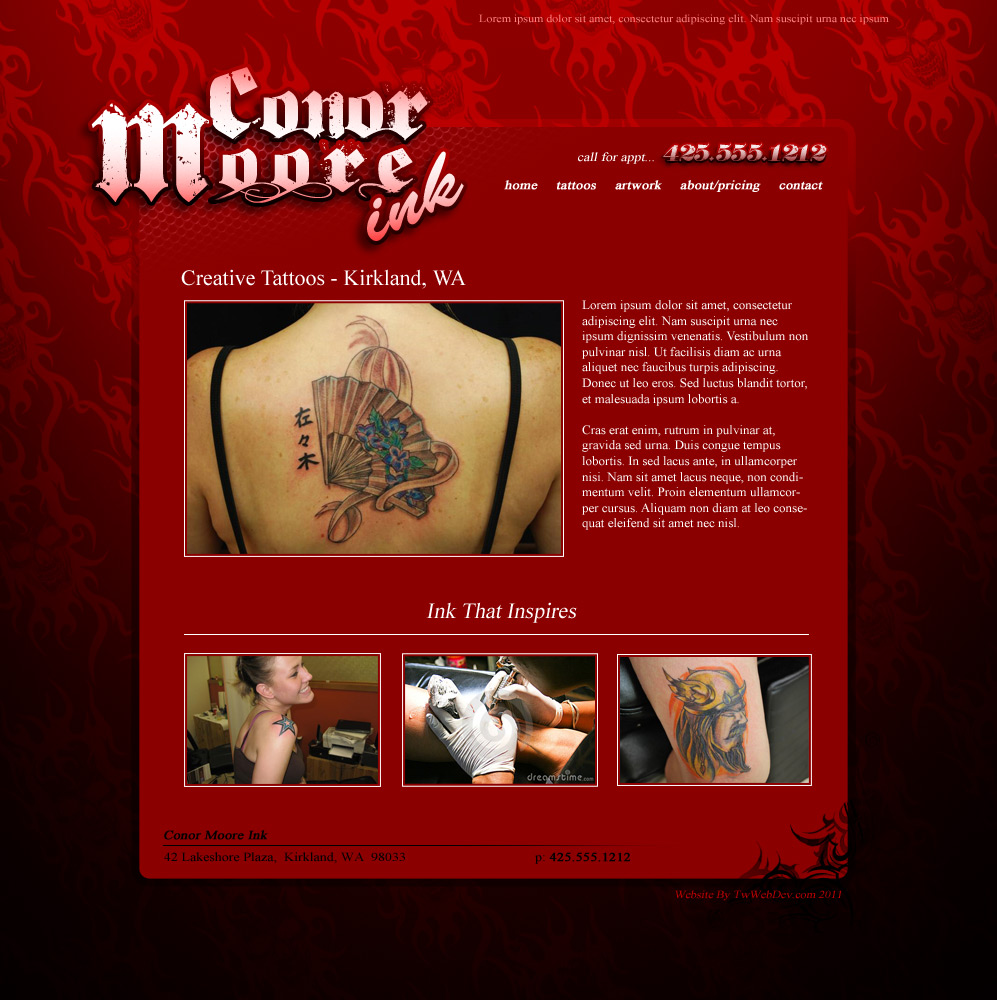 Lorem ipsum dolor sit amet, consectetur adipiscing elit. Nam suscipit urna nec ipsum
Conor
Moore
ink
call for appt... 425.555.1212
home tattoos artwork about/pricing contact
Creative Tattoos - Kirkland, WA
在
々
木
Lorem ipsum dolor sit amet, consectetur
adipiscing elit. Nam suscipit urna nec
ipsum dignissim venenatis. Vestibulum non
pulvinar nisl. Ut facilisis diam ac urna
aliquet nec faucibus turpis adipiscing.
Donec ut leo eros. Sed luctus blandit tortor,
et malesuada ipsum lobortis a.
Cras erat enim, rutrum in pulvinar at,
gravida sed urna. Duis congue tempus
lobortis. In sed lacus ante, in ullamcorper
nisi. Nam sit amet lacus neque, non condi-
mentum velit. Proin elementum ullamcor-
per cursus. Aliquam non diam at leo conse-
quat eleifend sit amet nec nisl.
Ink That Inspires
dreamstime.com
Conor Moore Ink
42 Lakeshore Plaza, Kirkland, WA 98033
p: 425.555.1212
Website By TwWebDev.com 2011